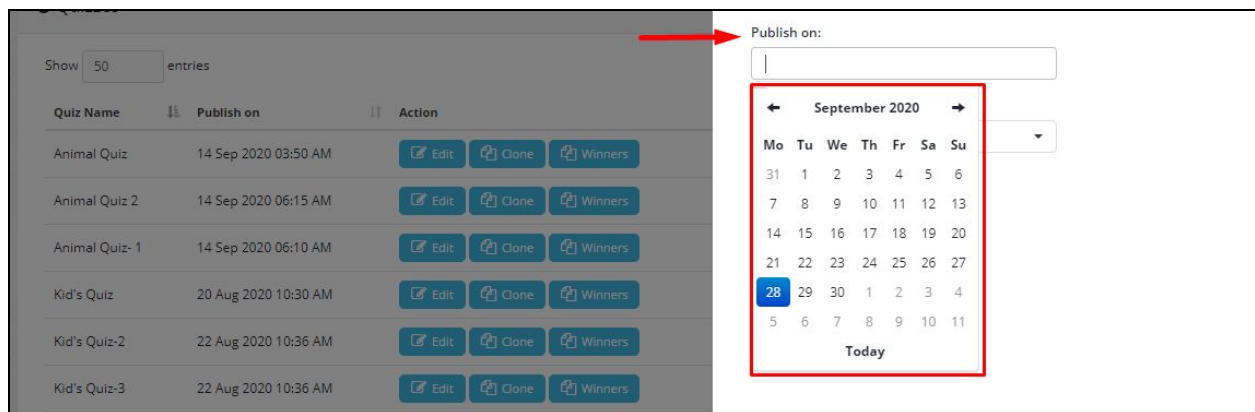 Show 50 entries
Quiz Name Publish on Action
Animal Quiz 14 Sep 2020 03:50 AM Edit Clone Winners
Animal Quiz 2 14 Sep 2020 06:15 AM Edit Clone Winners
Animal Quiz- 1 14 Sep 2020 06:10 AM Edit Clone Winners
Kid's Quiz 20 Aug 2020 10:30 AM Edit Clone Winners
Kid's Quiz-2 22 Aug 2020 10:36 AM Edit Clone Winners
Kid's Quiz-3 22 Aug 2020 10:36 AM Edit Clone Winners
Publish on:
September 2020
Mo Tu We Th Fr Sa Su
31 1 2 3 4 5 6
7 8 9 10 11 12 13
14 15 16 17 18 19 20
21 22 23 24 25 26 27
28 29 30 1 2 3 4
5 6 7 8 9 10 11
Today